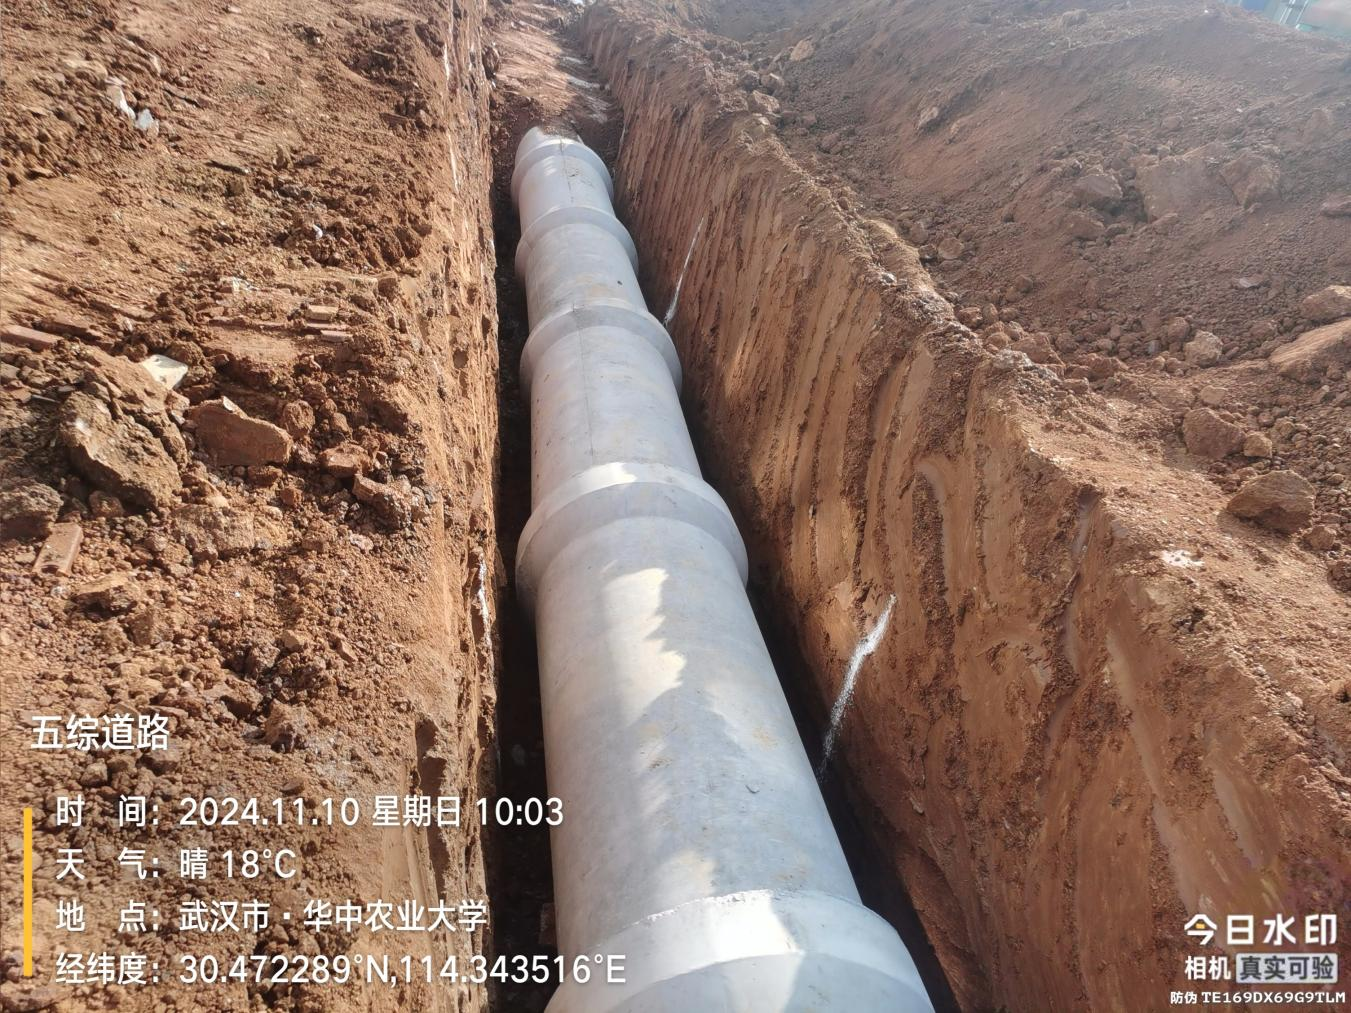 五综道路
时 间：2024.11.10 星期日 10:03
天 气：晴 18°C
地 点：武汉市·华中农业大学
经纬度：30.472289°N,114.343516°E
今日水印
相机 真实可验
防伪 TE169DX69G9TLM